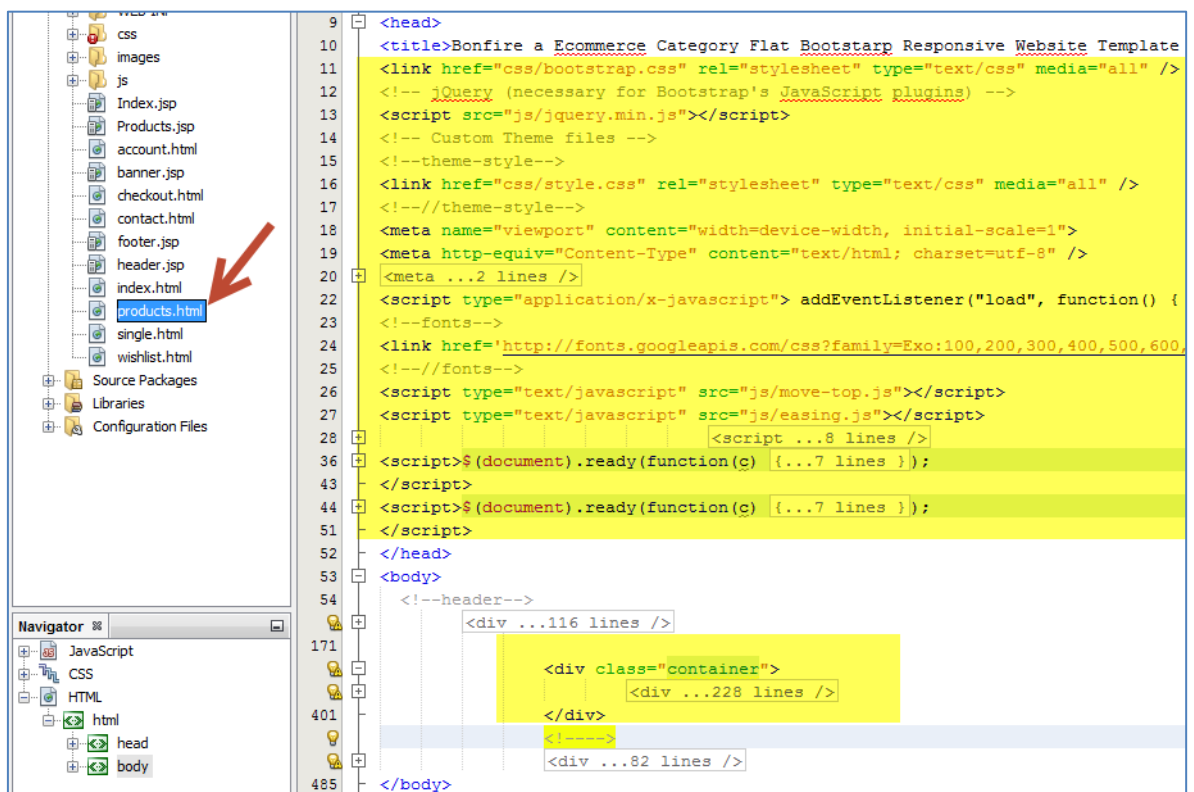 WEB-INF
css
images
js
Index.jsp
Products.jsp
account.html
banner.jsp
checkout.html
contact.html
footer.jsp
header.jsp
index.html
products.html
single.html
wishlist.html
Source Packages
Libraries
Configuration Files
Navigator
JavaScript
CSS
HTML
html
head
body
9 <head>
10 <title>Bonfire a Ecommerce Category Flat Bootstarp Responsive Website Template
11 <link href="css/bootstrap.css" rel="stylesheet" type="text/css" media="all" />
12 <!-- jQuery (necessary for Bootstrap's JavaScript plugins) -->
13 <script src="js/jquery.min.js"></script>
14 <!-- Custom Theme files -->
15 <!--theme-style-->
16 <link href="css/style.css" rel="stylesheet" type="text/css" media="all" />
17 <!--//theme-style-->
18 <meta name="viewport" content="width=device-width, initial-scale=1">
19 <meta http-equiv="Content-Type" content="text/html; charset=utf-8" />
20 <meta ...2 lines />
22 <script type="application/x-javascript"> addEventListener("load", function() {
23 <!--fonts-->
24 <link href='http://fonts.googleapis.com/css?family=Exo:100,200,300,400,500,600,
25 <!--//fonts-->
26 <script type="text/javascript" src="js/move-top.js"></script>
27 <script type="text/javascript" src="js/easing.js"></script>
28 <script ...8 lines />
36 <script>$(document).ready(function(c) {...7 lines });
43 </script>
44 <script>$(document).ready(function(c) {...7 lines });
51 </script>
52 </head>
53 <body>
54 <!--header-->
<div ...116 lines />
171
<div class="container">
<div ...228 lines />
401 </div>
<!---->
<div ...82 lines />
485 </body>